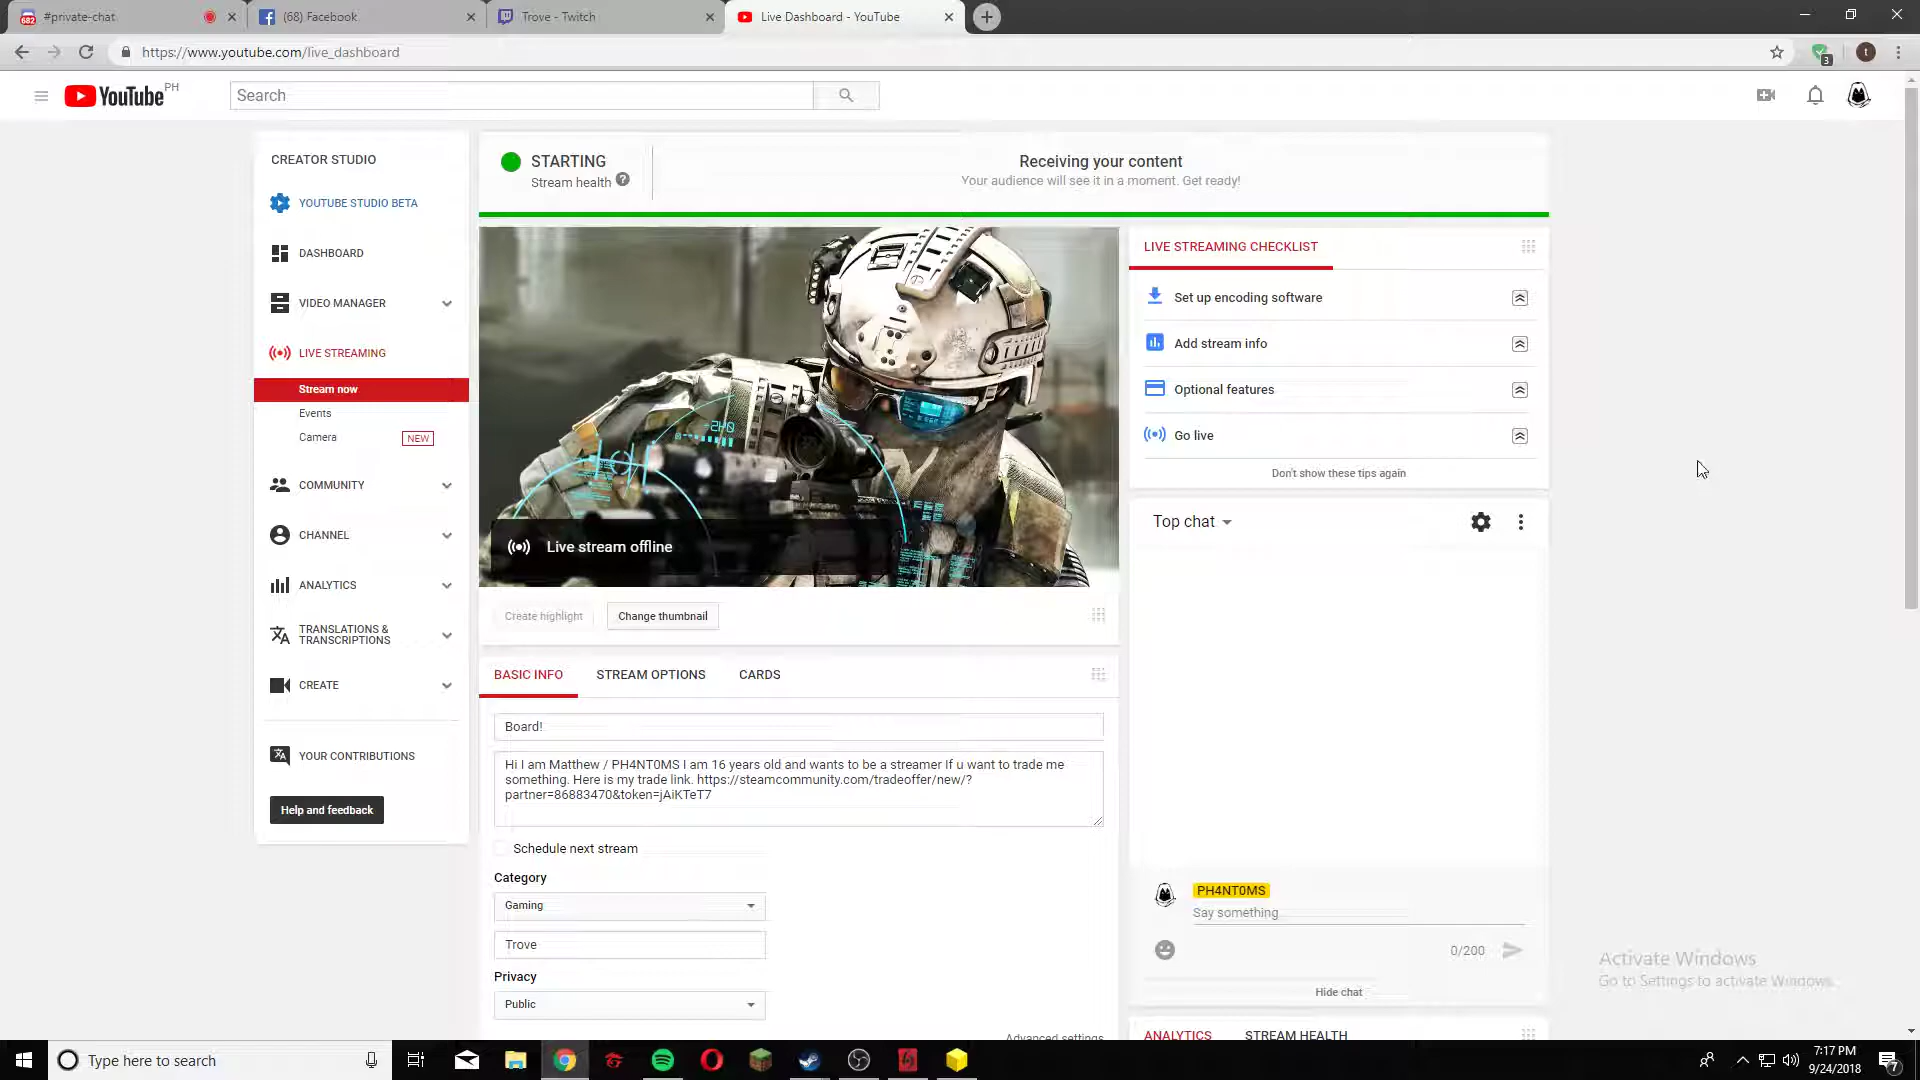 #private-chat
(68) Facebook
Trove - Twitch
Live Dashboard - YouTube
https://www.youtube.com/live_dashboard
3
t
YouTube PH
Search
CREATOR STUDIO
YOUTUBE STUDIO BETA
DASHBOARD
VIDEO MANAGER
LIVE STREAMING
Stream now
Events
Camera NEW
COMMUNITY
CHANNEL
ANALYTICS
TRANSLATIONS &
TRANSCRIPTIONS
CREATE
YOUR CONTRIBUTIONS
Help and feedback
STARTING
Stream health
Receiving your content
Your audience will see it in a moment. Get ready!
Live stream offline
Create highlight
Change thumbnail
BASIC INFO STREAM OPTIONS CARDS
Board!
Hi I am Matthew / PH4NT0MS I am 16 years old and wants to be a streamer If u want to trade me
something. Here is my trade link. https://steamcommunity.com/tradeoffer/new/?
partner=86883470&token=jAiKTeT7
Schedule next stream
Category
Gaming
Trove
Privacy
Public
Advanced settings
LIVE STREAMING CHECKLIST
Set up encoding software
Add stream info
Optional features
Go live
Don't show these tips again
Top chat
PH4NT0MS
Say something
0/200
Hide chat
ANALYTICS STREAM HEALTH
Activate Windows
Go to Settings to activate Windows.
Type here to search
7:17 PM
9/24/2018
7